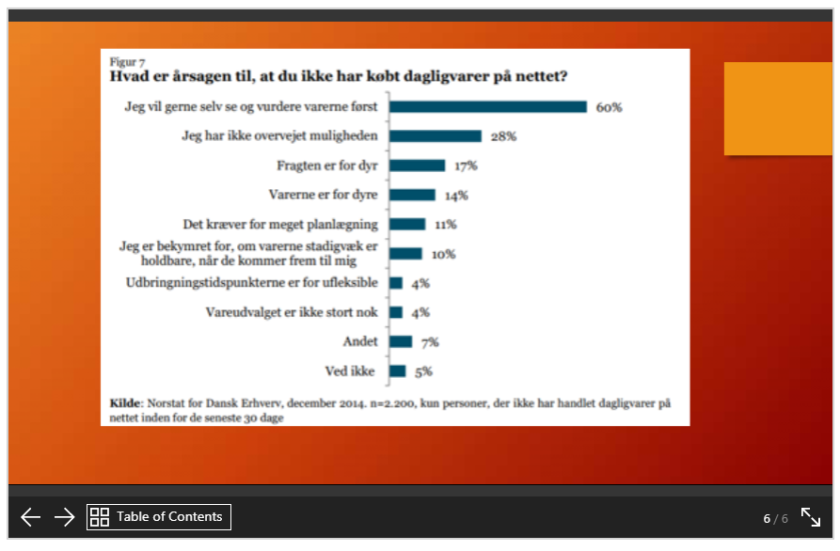 Figur 7
Hvad er årsagen til, at du ikke har købt dagligvarer på nettet?
Jeg vil gerne selv se og vurdere varerne først 60%
Jeg har ikke overvejet muligheden 28%
Fragten er for dyr 17%
Varerne er for dyre 14%
Det kræver for meget planlægning 11%
Jeg er bekymret for, om varerne stadigvæk er
holdbare, når de kommer frem til mig 10%
Udbringningstidspunkterne er for ufleksible 4%
Vareudvalget er ikke stort nok 4%
Andet 7%
Ved ikke 5%
Kilde: Norstat for Dansk Erhverv, december 2014. n=2.200, kun personer, der ikke har handlet dagligvarer på
nettet inden for de seneste 30 dage
Table of Contents
6 / 6